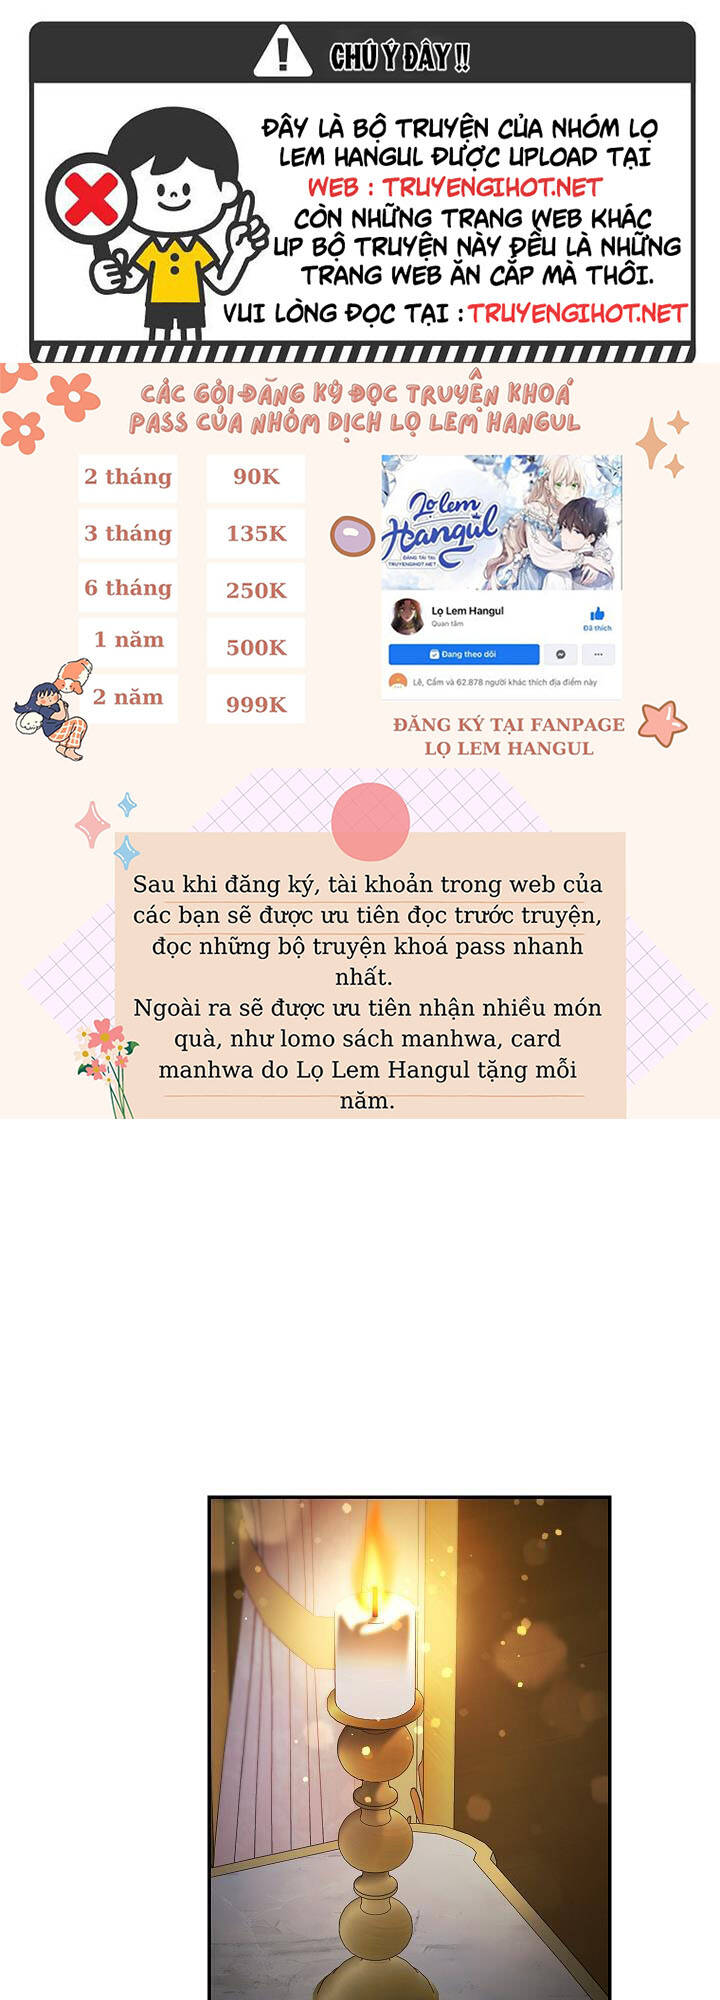 CHÚ Ý ĐÂY !!
ĐÂY LÀ BỘ TRUYỆN CỦA NHÓM LỌ
LEM HANGUL ĐƯỢC UPLOAD TẠI
WEB : TRUYENGIHOT.NET
CÒN NHỮNG TRANG WEB KHÁC
UP BỘ TRUYỆN NÀY ĐỀU LÀ NHỮNG
TRANG WEB ĂN CẮP MÀ THÔI.
VUI LÒNG ĐỌC TẠI : TRUYENGIHOT.NET
CÁC GÓI ĐĂNG KÝ ĐỌC TRUYỆN KHOÁ
PASS CỦA NHÓM DỊCH LỌ LEM HANGUL
2 tháng 90K
3 tháng 135K
6 tháng 250K
1 năm 500K
2 năm 999K
Lọ lem
Hangul
ĐĂNG TẢI TẠI
TRUYENGIHOT.NET
Lọ Lem Hangul
Quan tâm
Đã thích
Đang theo dõi
Lê, Cẩm và 62.878 người khác thích địa điểm này
ĐĂNG KÝ TẠI FANPAGE
LỌ LEM HANGUL
Sau khi đăng ký, tài khoản trong web của
các bạn sẽ được ưu tiên đọc trước truyện,
đọc những bộ truyện khoá pass nhanh
nhất.
Ngoài ra sẽ được ưu tiên nhận nhiều món
quà, như lomo sách manhwa, card
manhwa do Lọ Lem Hangul tặng mỗi
năm.